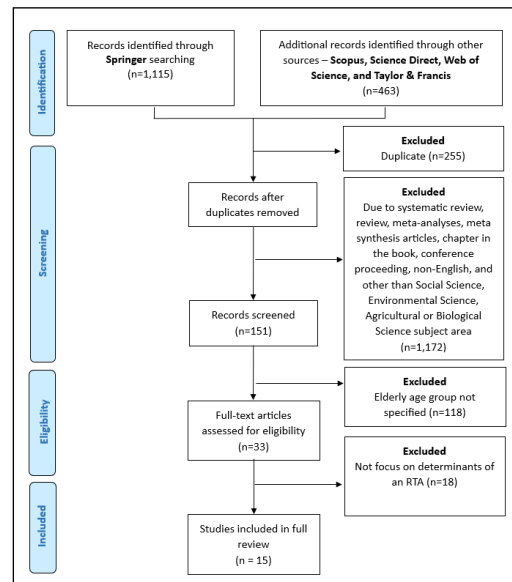 Identification
Records identified through
Springer searching
(n=1,115)
Additional records identified through other
sources – Scopus, Science Direct, Web of
Science, and Taylor & Francis
(n=463)
Excluded
Duplicate (n=255)
Screening
Records after
duplicates removed
Excluded
Due to systematic review,
review, meta-analyses, meta
synthesis articles, chapter in
the book, conference
proceeding, non-English, and
other than Social Science,
Environmental Science,
Agricultural or Biological
Science subject area
(n=1,172)
Records screened
(n=151)
Excluded
Elderly age group not
specified (n=118)
Eligibility
Full-text articles
assessed for eligibility
(n=33)
Excluded
Not focus on determinants of
an RTA (n=18)
Included
Studies included in full
review
(n = 15)